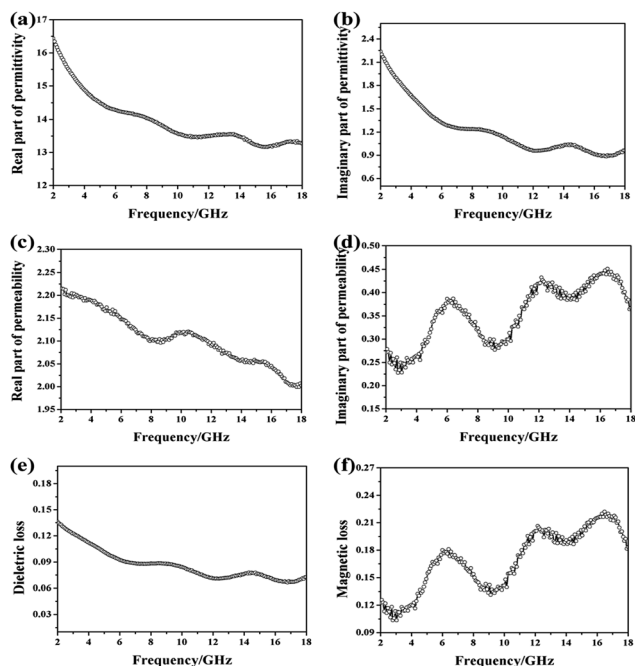 (a)
17
16
15
14
13
12
Real part of permittivity
2 4 6 8 10 12 14 16 18
Frequency/GHz
(b)
2.4
2.1
1.8
1.5
1.2
0.9
0.6
Imaginary part of permittivity
2 4 6 8 10 12 14 16 18
Frequency/GHz
(c)
2.30
2.25
2.20
2.15
2.10
2.05
2.00
1.95
Real part of permeability
2 4 6 8 10 12 14 16 18
Frequency/GHz
(d)
0.50
0.45
0.40
0.35
0.30
0.25
0.20
0.15
Imaginary part of permeability
2 4 6 8 10 12 14 16 18
Frequency/GHz
(e)
0.18
0.15
0.12
0.09
0.06
0.03
Dieletric loss
2 4 6 8 10 12 14 16 18
Frequency/GHz
(f)
0.27
0.24
0.21
0.18
0.15
0.12
0.09
Magnetic loss
2 4 6 8 10 12 14 16 18
Frequency/GHz